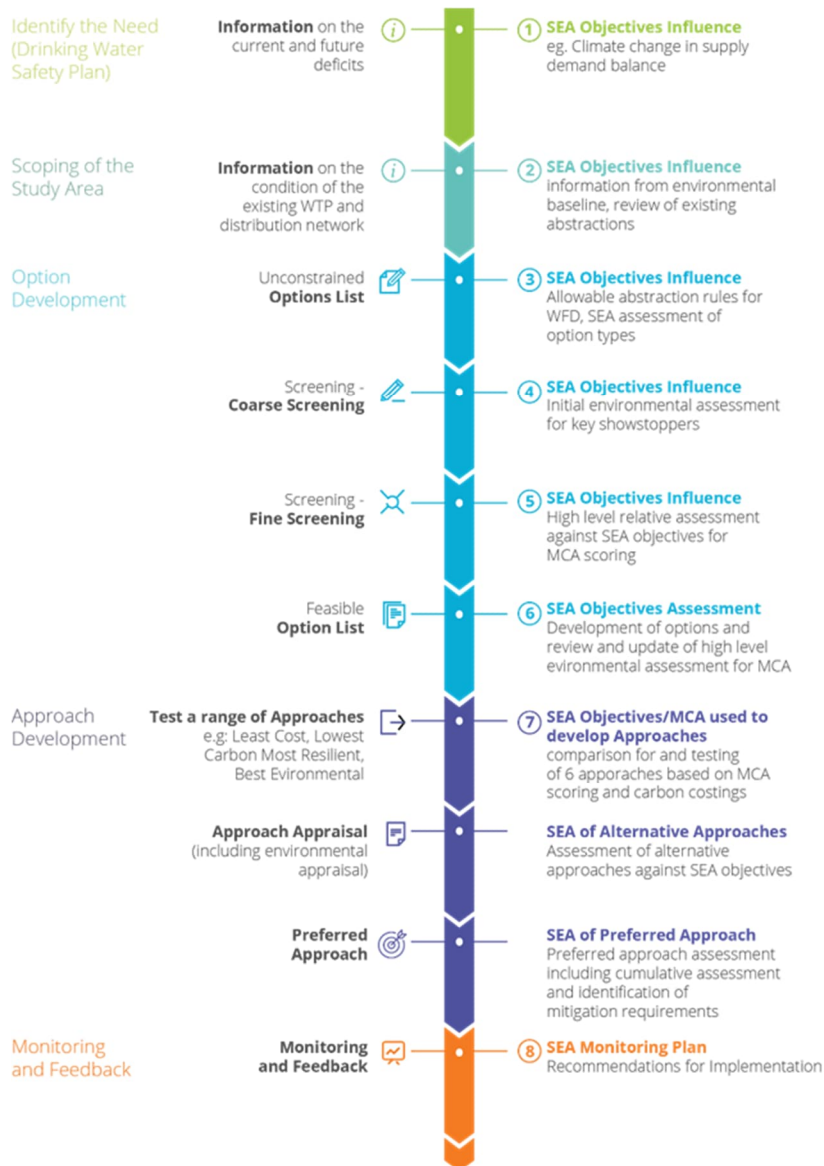 Identify the Need
(Drinking Water
Safety Plan)
Information on the
current and future
deficits
i
1 SEA Objectives Influence
eg. Climate change in supply
demand balance
Scoping of the
Study Area
Information on the
condition of the
existing WTP and
distribution network
i
2 SEA Objectives Influence
information from environmental
baseline, review of existing
abstractions
Option
Development
Unconstrained
Options List
3 SEA Objectives Influence
Allowable abstraction rules for
WFD, SEA assessment of
option types
Screening -
Coarse Screening
4 SEA Objectives Influence
Initial environmental assessment
for key showstoppers
Screening -
Fine Screening
5 SEA Objectives Influence
High level relative assessment
against SEA objectives for
MCA scoring
Feasible
Option List
6 SEA Objectives Assessment
Development of options and
review and update of high level
evironmental assessment for MCA
Approach
Development
Test a range of Approaches
e.g: Least Cost, Lowest
Carbon Most Resilient,
Best Evironmental
7 SEA Objectives/MCA used to
develop Approaches
comparison for and testing
of 6 apporaches based on MCA
scoring and carbon costings
Approach Appraisal
(including environmental
appraisal)
SEA of Alternative Approaches
Assessment of alternative
approaches against SEA objectives
Preferred
Approach
SEA of Preferred Approach
Preferred approach assessment
including cumulative assessment
and identification of
mitigation requirements
Monitoring
and Feedback
Monitoring
and Feedback
8 SEA Monitoring Plan
Recommendations for Implementation